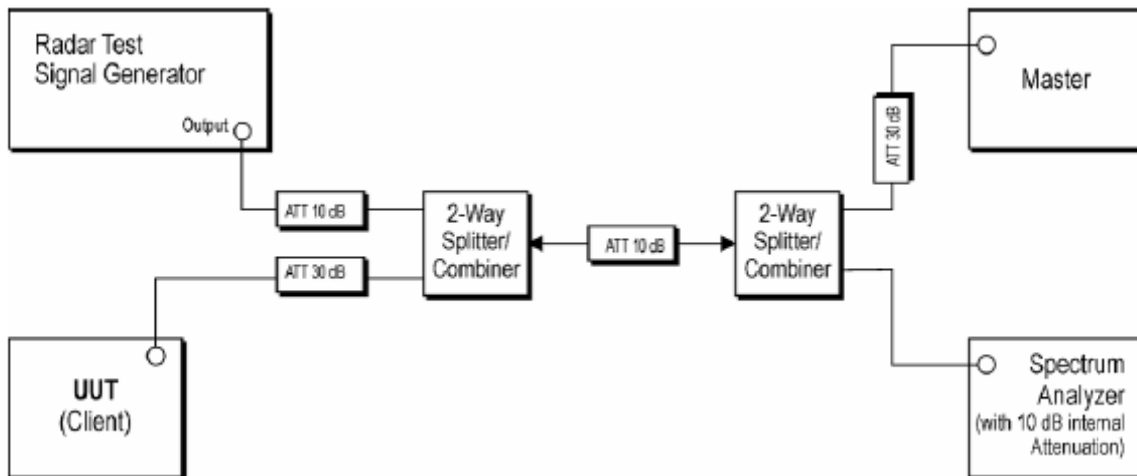 Radar Test
Signal Generator
Output
ATT 10 dB
ATT 30 dB
UUT
(Client)
2-Way
Splitter/
Combiner
ATT 10 dB
2-Way
Splitter/
Combiner
ATT 30 dB
Master
Spectrum
Analyzer
(with 10 dB internal
Attenuation)